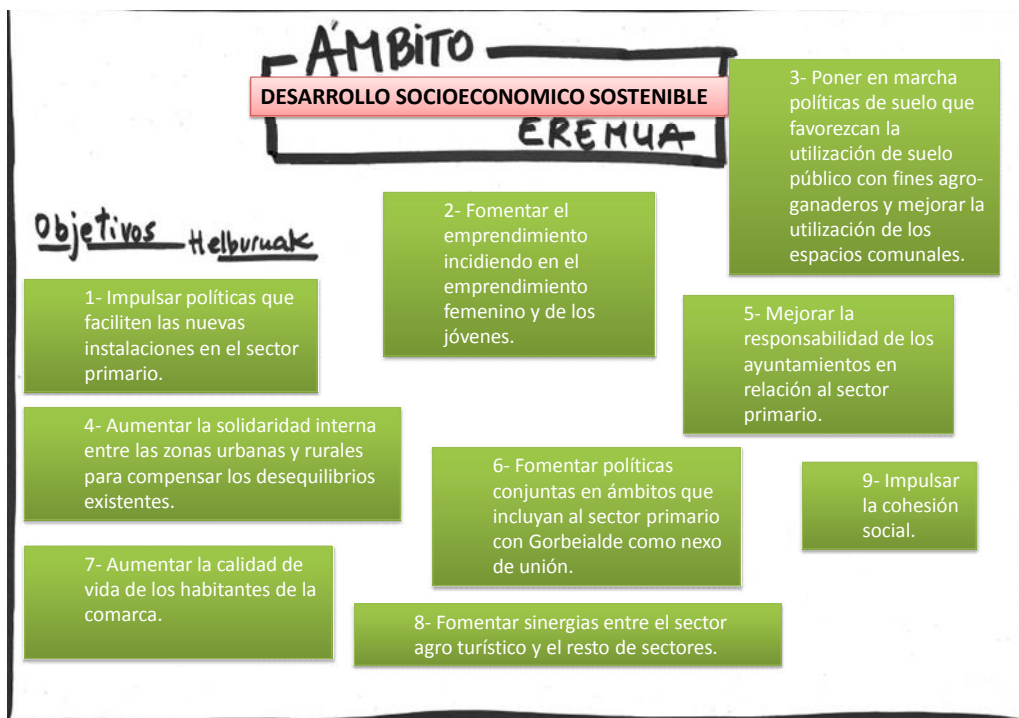 ÁMBITO
DESARROLLO SOCIOECONOMICO SOSTENIBLE
EREMUA
Objetivos Helburuak
1- Impulsar políticas que
faciliten las nuevas
instalaciones en el sector
primario.
2- Fomentar el
emprendimiento
incidiendo en el
emprendimiento
femenino y de los
jóvenes.
3- Poner en marcha
políticas de suelo que
favorezcan la
utilización de suelo
público con fines agro-
ganaderos y mejorar la
utilización de los
espacios comunales.
4- Aumentar la solidaridad interna
entre las zonas urbanas y rurales
para compensar los desequilibrios
existentes.
5- Mejorar la
responsabilidad de los
ayuntamientos en
relación al sector
primario.
6- Fomentar políticas
conjuntas en ámbitos que
incluyan al sector primario
con Gorbeialde como nexo
de unión.
7- Aumentar la calidad de
vida de los habitantes de la
comarca.
8- Fomentar sinergias entre el sector
agro turístico y el resto de sectores.
9- Impulsar
la cohesión
social.